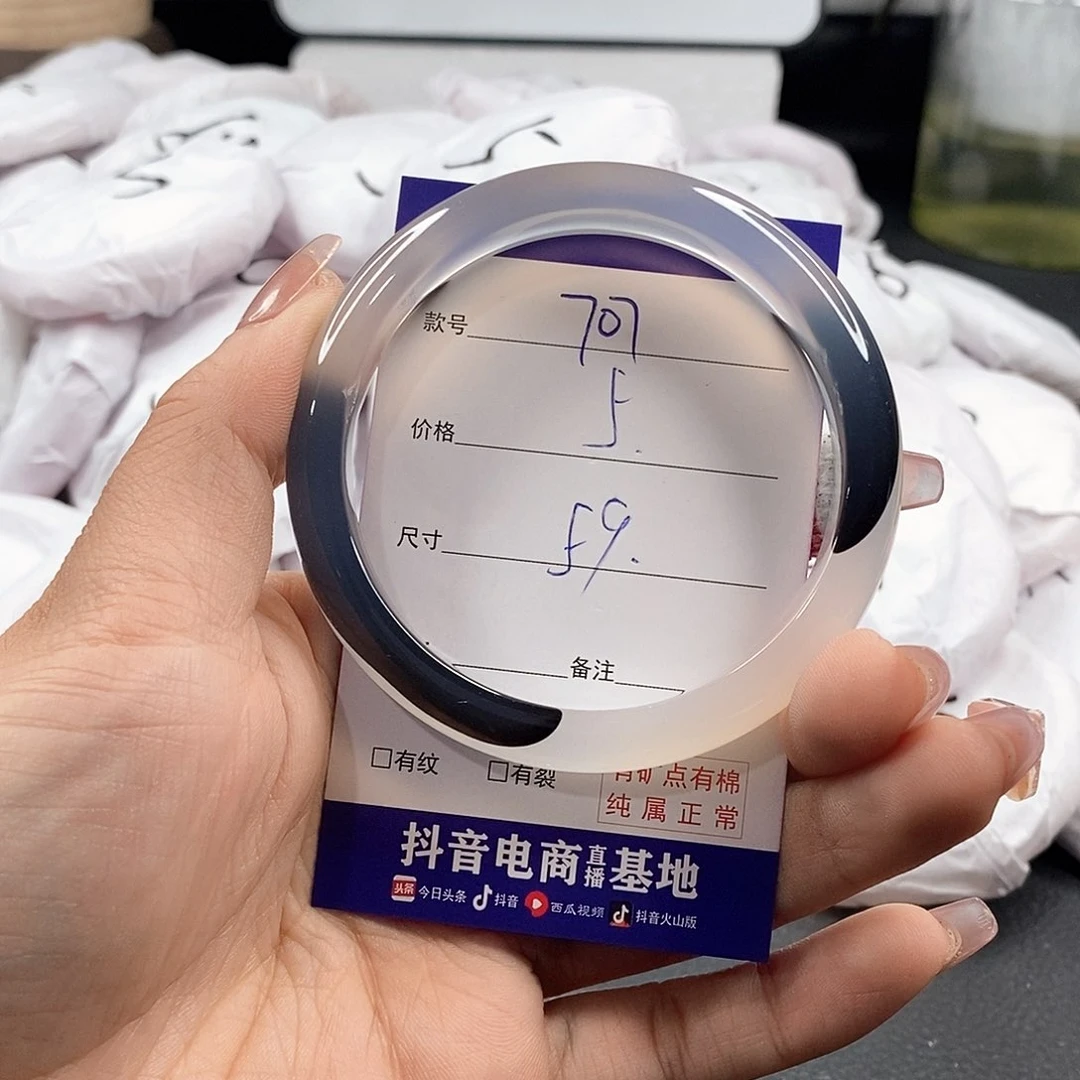 款号 707
价格 5.
尺寸 59.
备注
□有纹 □有裂
有矿点有棉
纯属正常
抖音电商直播基地
头条 今日头条 抖音 西瓜视频 抖音火山版